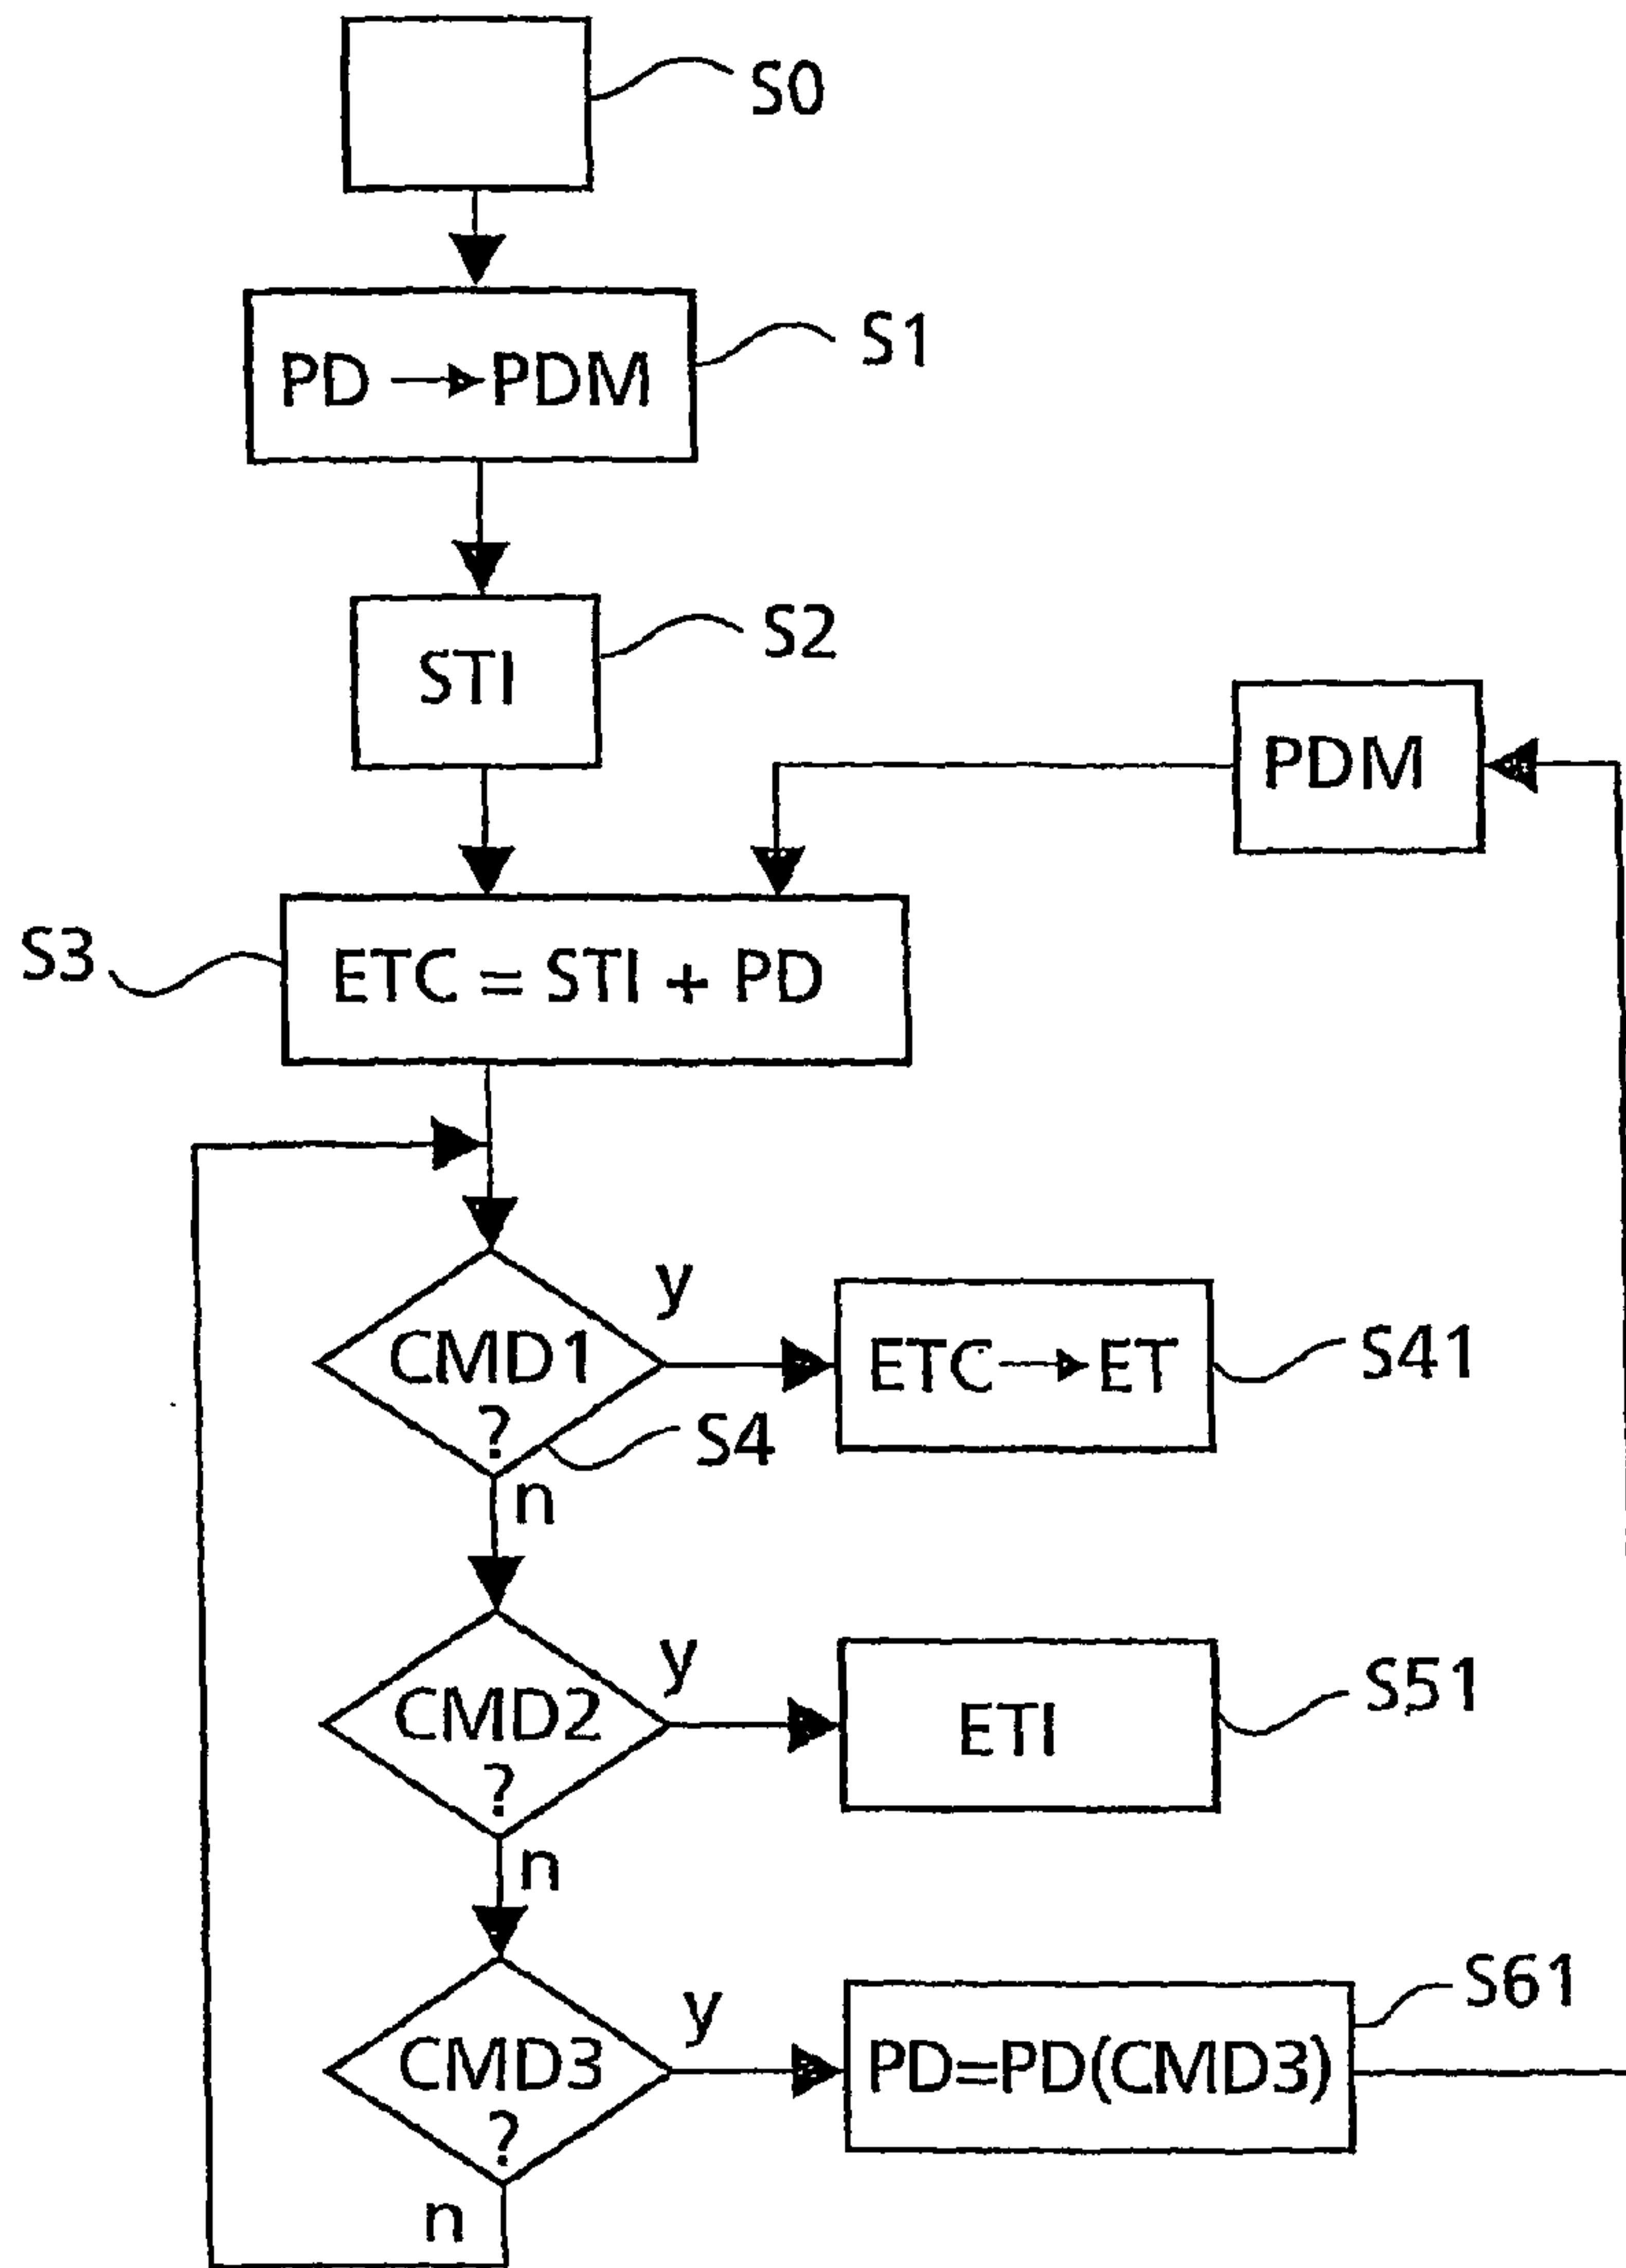 S0
PD → PDM
S1
STI
S2
PDM
S3
ETC = STI + PD
CMD1
?
y
n
S4
ETC → ET
S41
CMD2
?
y
n
ETI
S51
CMD3
?
y
n
PD=PD(CMD3)
S61